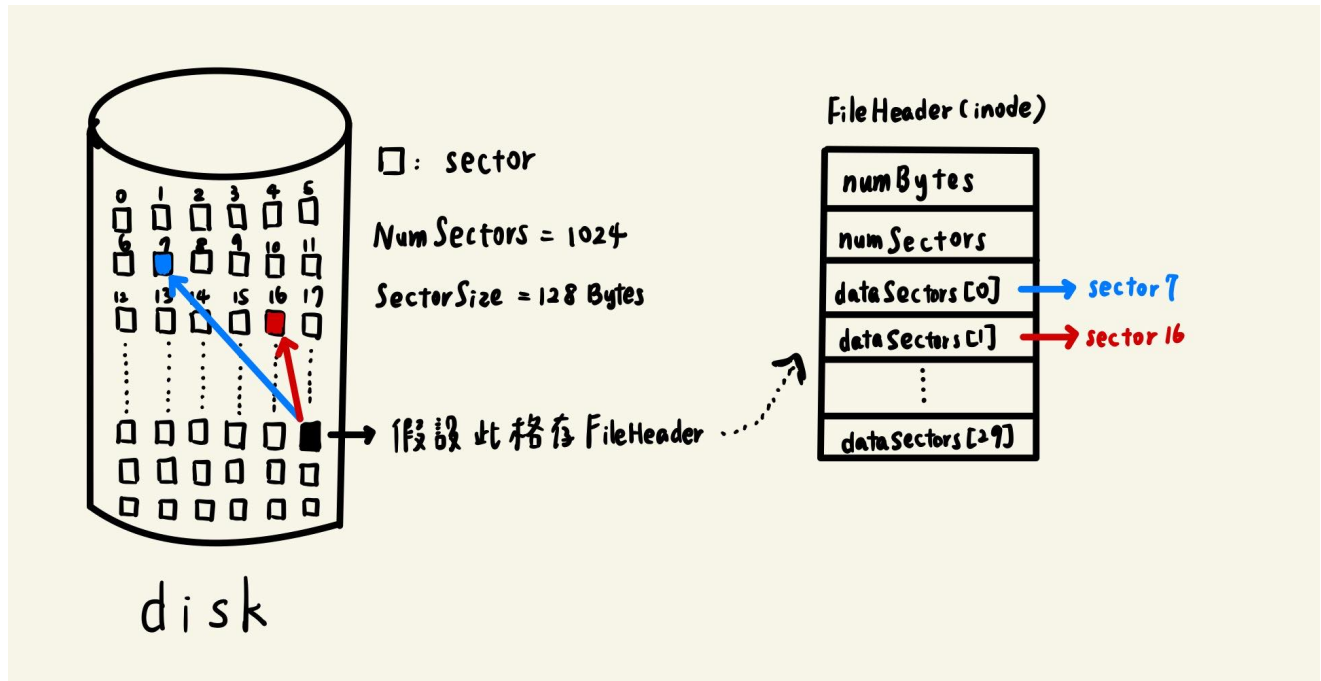 0 1 2 3 4 5
6 7 8 9 10 11
12 13 14 15 16 17
disk
□: sector
NumSectors = 1024
SectorSize = 128 Bytes
假設此格存FileHeader
FileHeader(inode)
numBytes
numSectors
dataSectors[0]
sector 7
dataSectors[1]
sector 16
dataSectors[29]